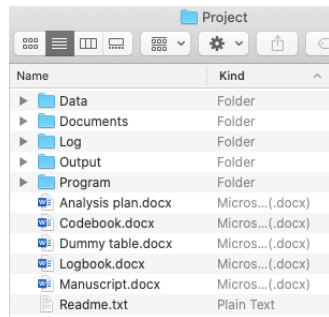 Project
Name Kind
Data Folder
Documents Folder
Log Folder
Output Folder
Program Folder
Analysis plan.docx Micros...(.docx)
Codebook.docx Micros...(.docx)
Dummy table.docx Micros...(.docx)
Logbook.docx Micros...(.docx)
Manuscript.docx Micros...(.docx)
Readme.txt Plain Text